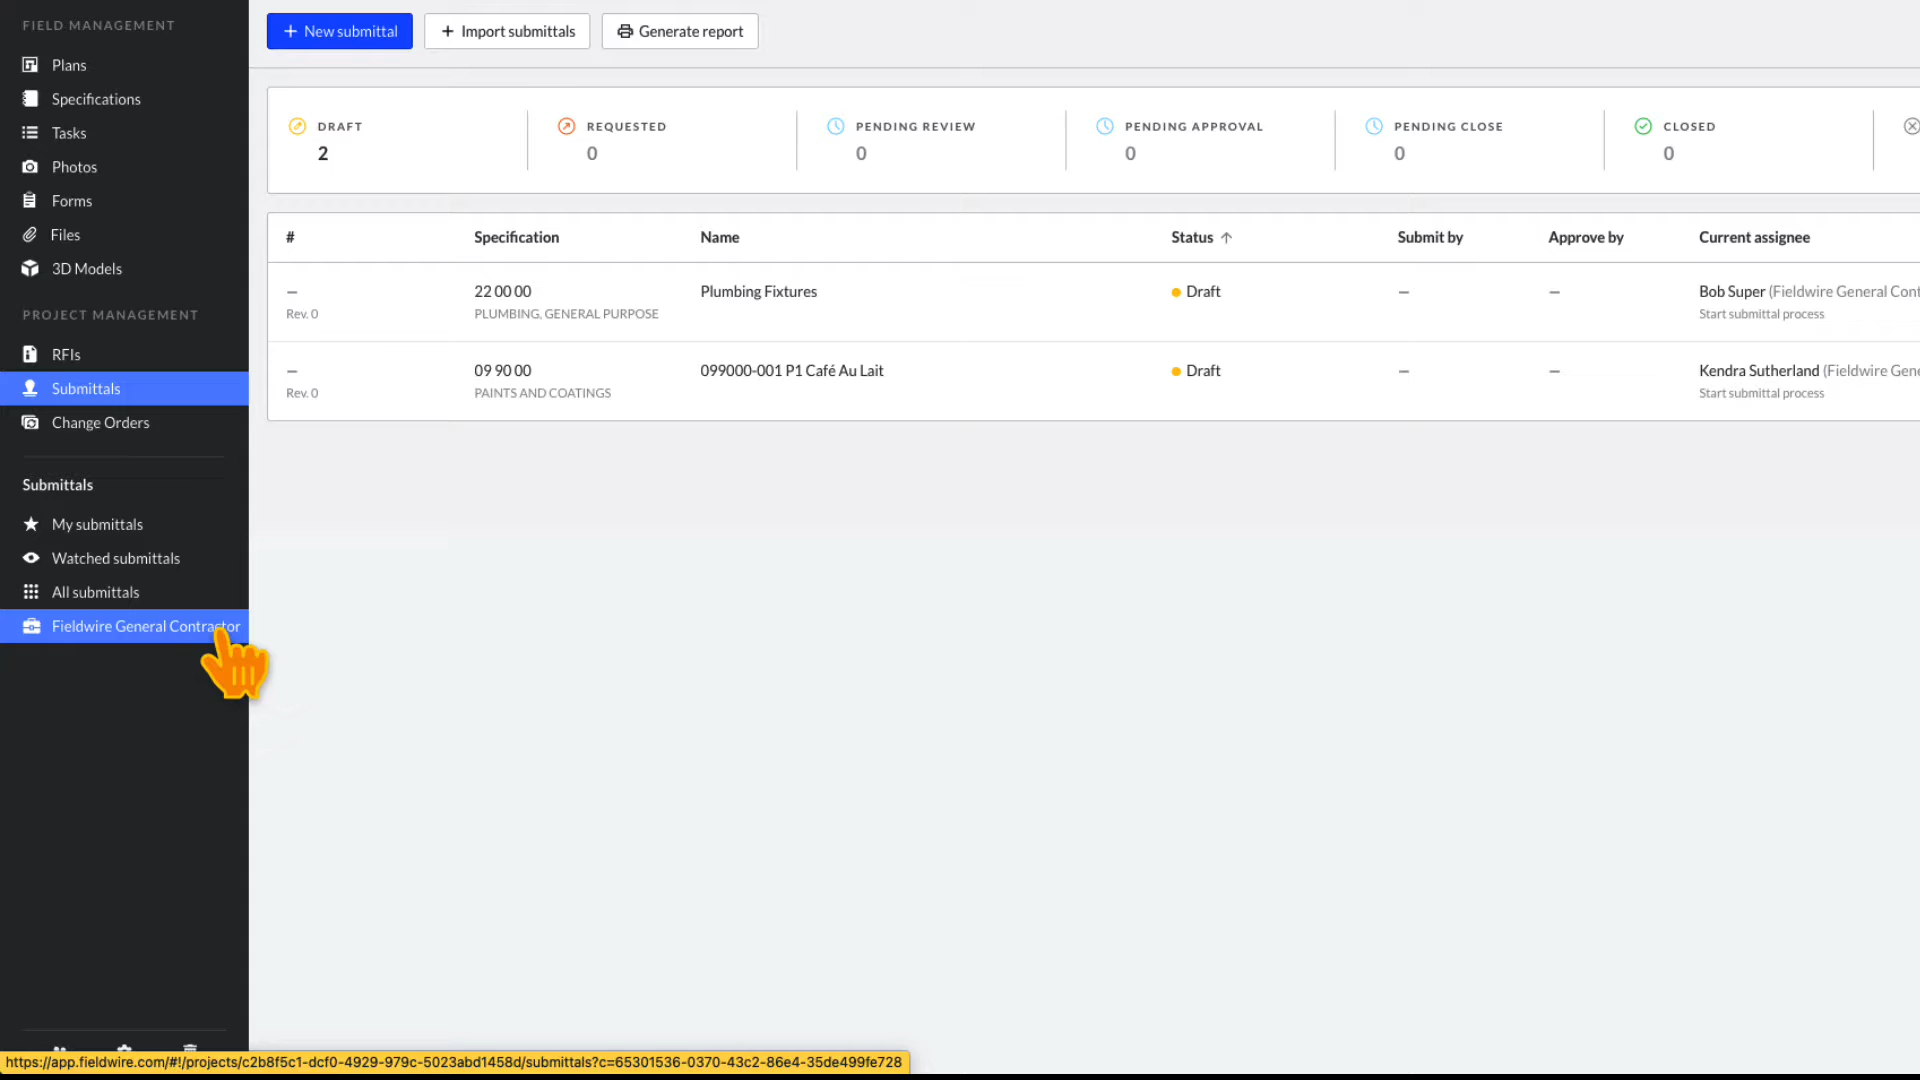 FIELD MANAGEMENT
Plans
Specifications
Tasks
Photos
Forms
Files
3D Models
PROJECT MANAGEMENT
RFIs
Submittals
Change Orders
Submittals
My submittals
Watched submittals
All submittals
Fieldwire General Contractor
+ New submittal
+ Import submittals
Generate report
DRAFT
2
REQUESTED
0
PENDING REVIEW
0
PENDING APPROVAL
0
PENDING CLOSE
0
CLOSED
0
# Specification Name Status ↑ Submit by Approve by Current assignee
— 22 00 00 Plumbing Fixtures Draft — — Bob Super (Fieldwire General Cont
Rev. 0 PLUMBING, GENERAL PURPOSE Start submittal process
— 09 90 00 099000-001 P1 Café Au Lait Draft — — Kendra Sutherland (Fieldwire Gene
Rev. 0 PAINTS AND COATINGS Start submittal process
https://app.fieldwire.com/#!/projects/c2b8f5c1-dcf0-4929-979c-5023abd1458d/submittals?c=65301536-0370-43c2-86e4-35de499fe728